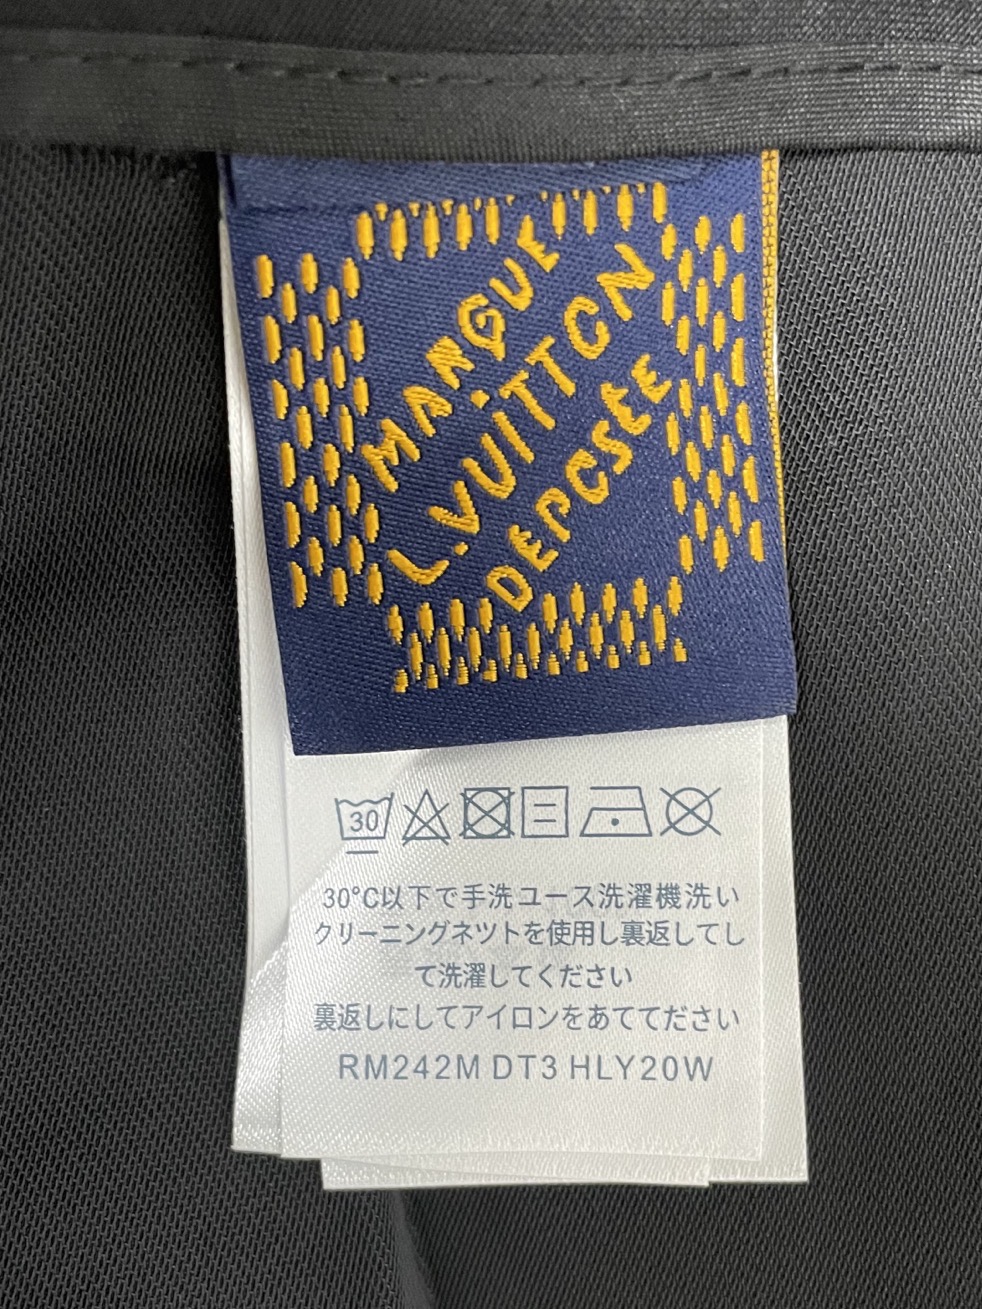 MARQUE
L.VUITTON
DEPOSEE
30
30°C以下で手洗ユース洗濯機洗い
クリーニングネツトを使用し裏返してし
て洗濯してください
裏返しにしてアイロンをあててださい
RM242M DT3 HLY20W